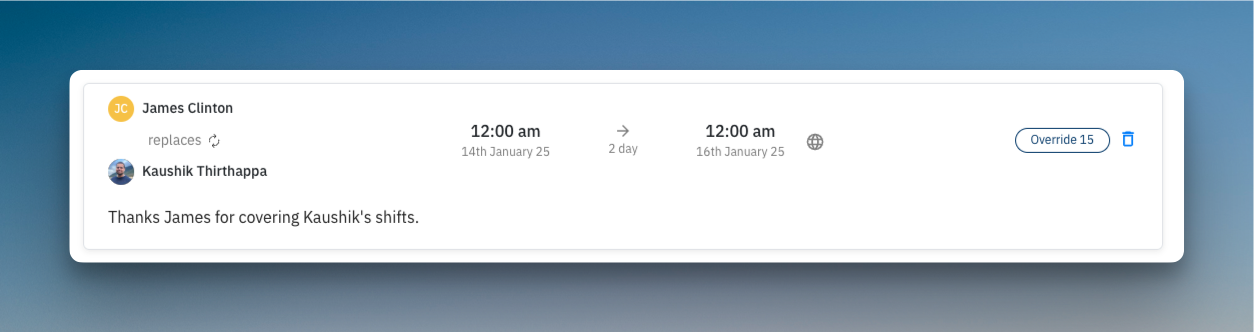 JC James Clinton
replaces
Kaushik Thirthappa
12:00 am
14th January 25
2 day
12:00 am
16th January 25
Override 15
Thanks James for covering Kaushik's shifts.